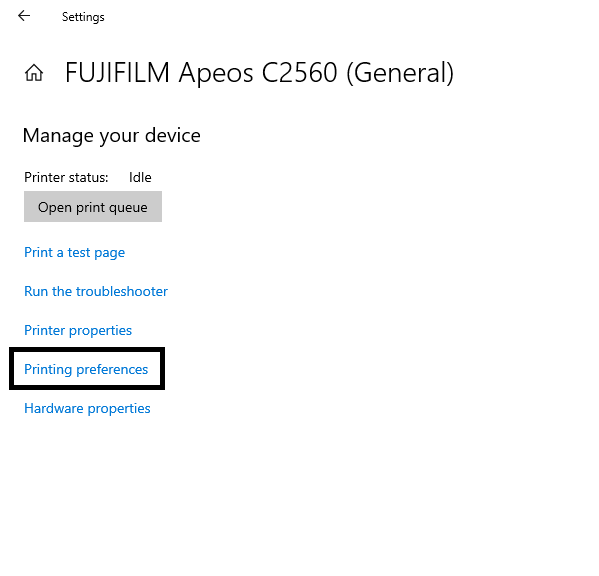 Settings
FUJIFILM Apeos C2560 (General)
Manage your device
Printer status: Idle
Open print queue
Print a test page
Run the troubleshooter
Printer properties
Printing preferences
Hardware properties